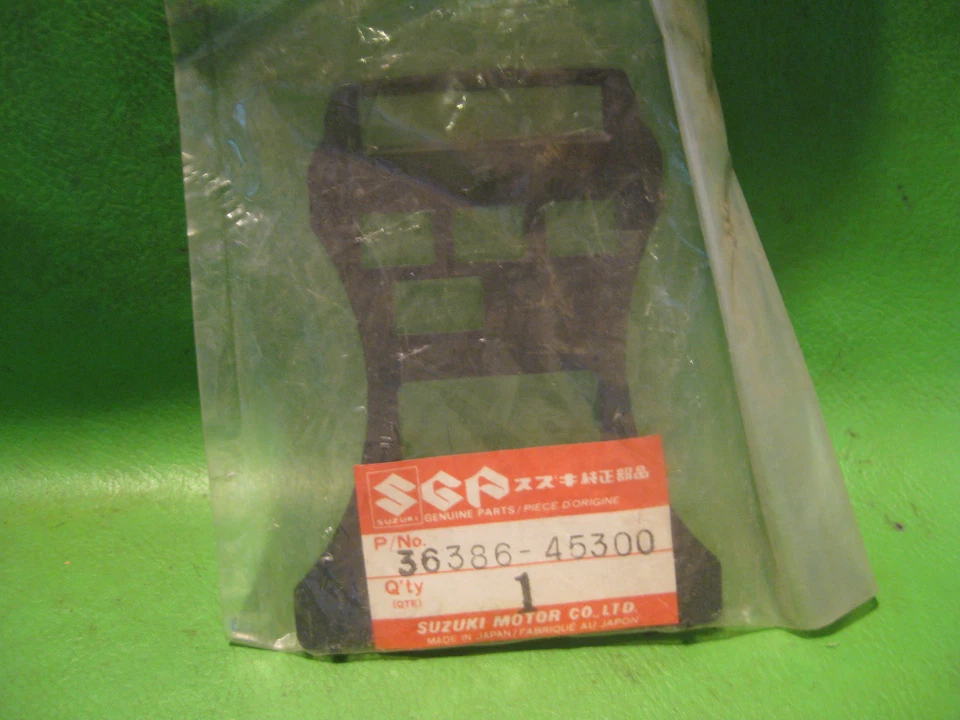 SGP スズキ純正部品
SUZUKI GENUINE PARTS / PIÈCE D'ORIGINE
P/No. 36386-45300
Q'ty 1
(QTE)
SUZUKI MOTOR CO., LTD.
MADE IN JAPAN / FABRIQUÉ AU JAPON